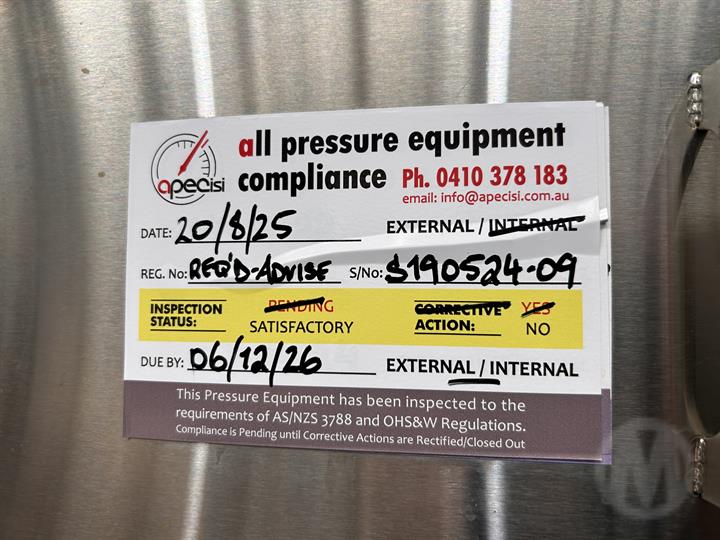 all pressure equipment
apecisi compliance Ph. 0410 378 183
email: info@apecisi.com.au
DATE: 20/8/25 EXTERNAL / INTERNAL
REG. No: REQ'D-ADVISE S/No: S190524-09
INSPECTION STATUS: PENDING CORRECTIVE ACTION: YES
SATISFACTORY NO
DUE BY: 06/12/26 EXTERNAL / INTERNAL
This Pressure Equipment has been inspected to the
requirements of AS/NZS 3788 and OHS&W Regulations.
Compliance is Pending until Corrective Actions are Rectified/Closed Out
M